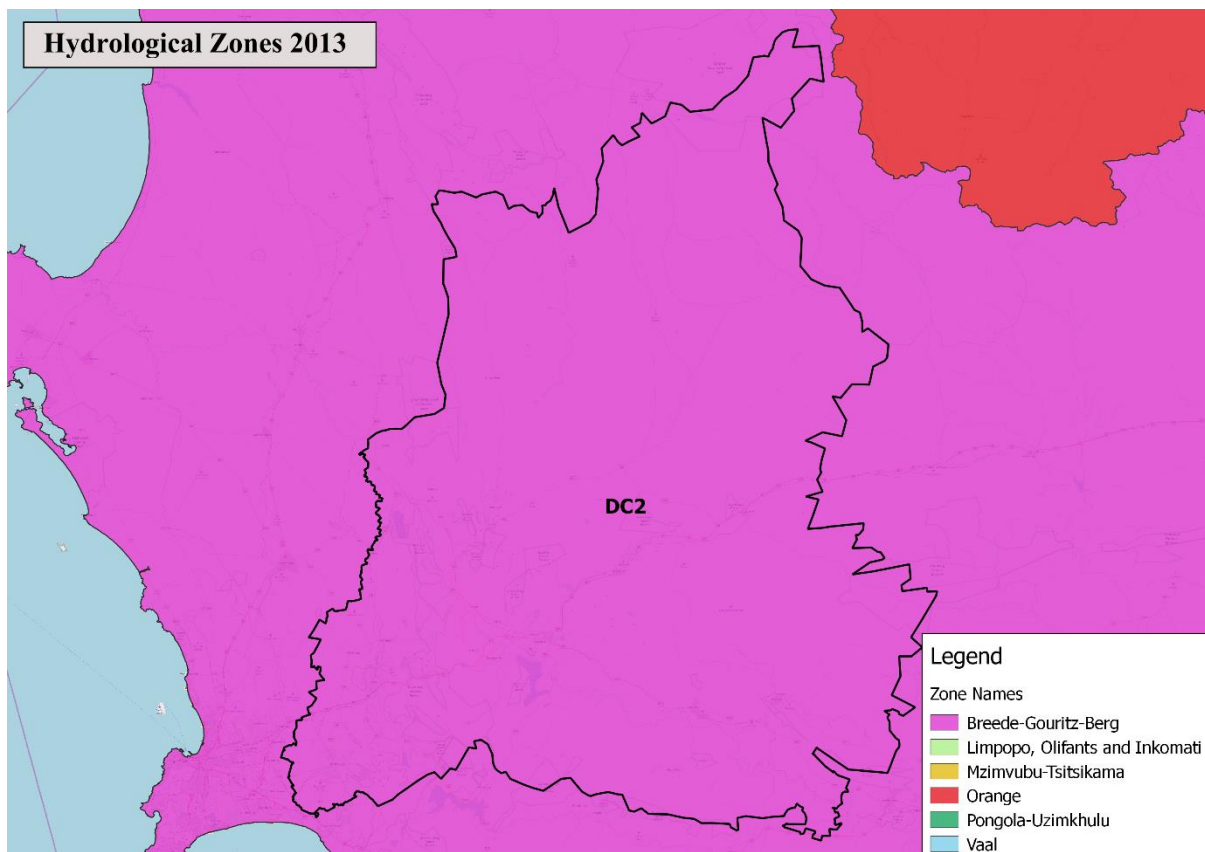 Hydrological Zones 2013
DC2
Legend
Zone Names
Breede-Gouritz-Berg
Limpopo, Olifants and Inkomati
Mzimvubu-Tsitsikama
Orange
Pongola-Uzimkhulu
Vaal